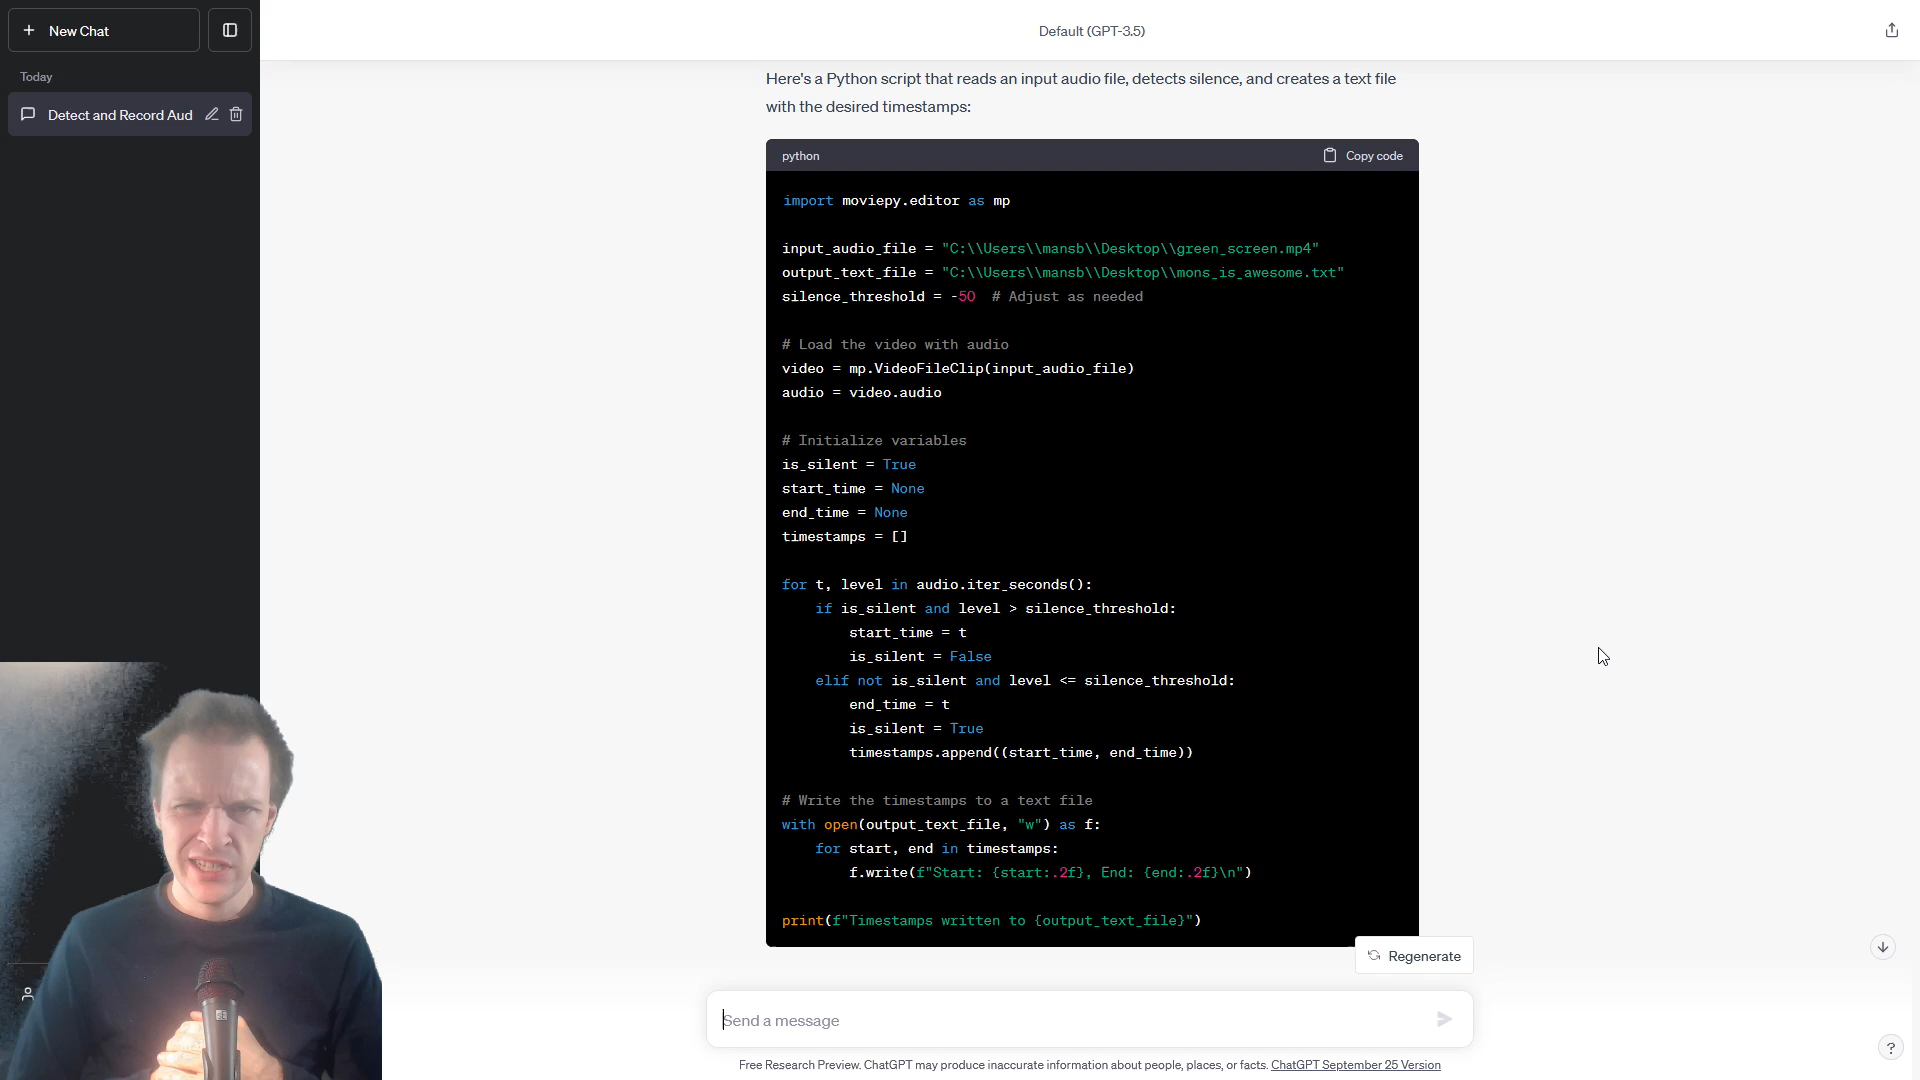 New Chat
Default (GPT-3.5)
Today
Detect and Record Aud
Here's a Python script that reads an input audio file, detects silence, and creates a text file
with the desired timestamps:
python
Copy code
import moviepy.editor as mp
input_audio_file = "C:\\Users\\mansb\\Desktop\\green_screen.mp4"
output_text_file = "C:\\Users\\mansb\\Desktop\\mons_is_awesome.txt"
silence_threshold = -50  # Adjust as needed
# Load the video with audio
video = mp.VideoFileClip(input_audio_file)
audio = video.audio
# Initialize variables
is_silent = True
start_time = None
end_time = None
timestamps = []
for t, level in audio.iter_seconds():
    if is_silent and level > silence_threshold:
        start_time = t
        is_silent = False
    elif not is_silent and level <= silence_threshold:
        end_time = t
        is_silent = True
        timestamps.append((start_time, end_time))
# Write the timestamps to a text file
with open(output_text_file, "w") as f:
    for start, end in timestamps:
        f.write(f"Start: {start:.2f}, End: {end:.2f}\n")
print(f"Timestamps written to {output_text_file}")
Regenerate
Send a message
Free Research Preview. ChatGPT may produce inaccurate information about people, places, or facts. ChatGPT September 25 Version
?